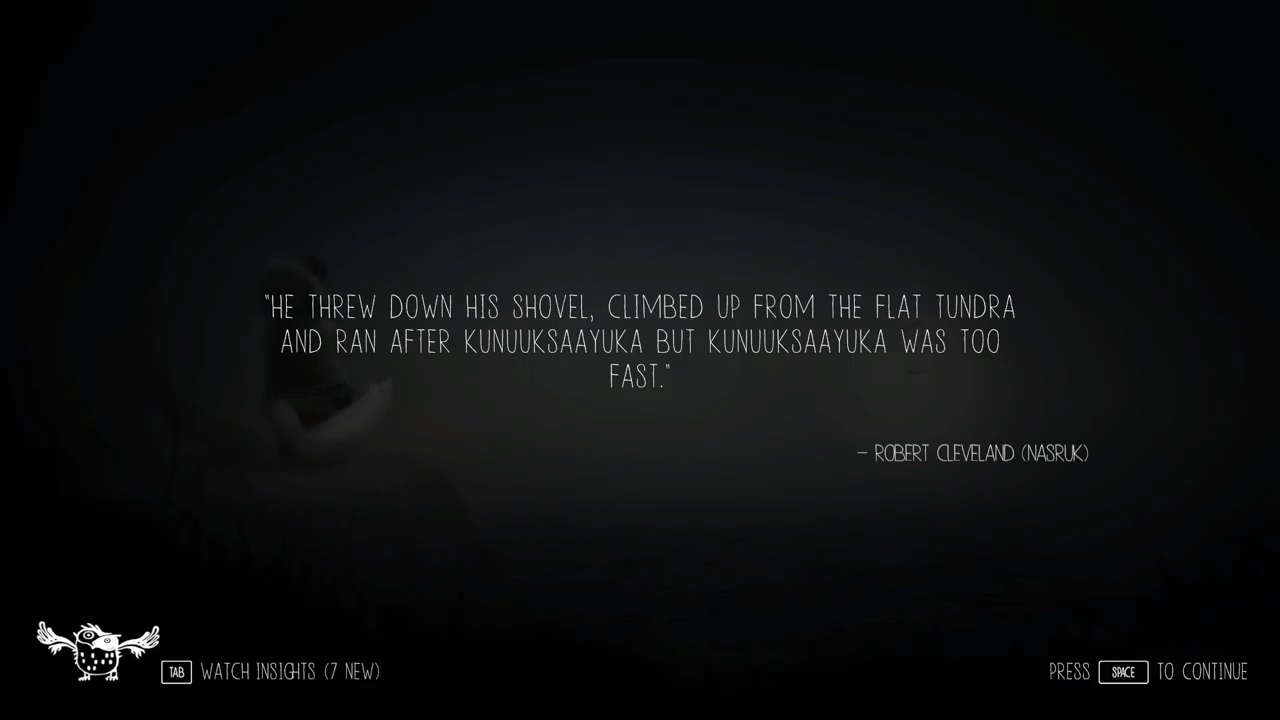 "HE THREW DOWN HIS SHOVEL, CLIMBED UP FROM THE FLAT TUNDRA
AND RAN AFTER KUNUUKSAAYUKA BUT KUNUUKSAAYUKA WAS TOO
FAST."
– ROBERT CLEVELAND (NASRUK)
TAB WATCH INSIGHTS (7 NEW)
PRESS SPACE TO CONTINUE